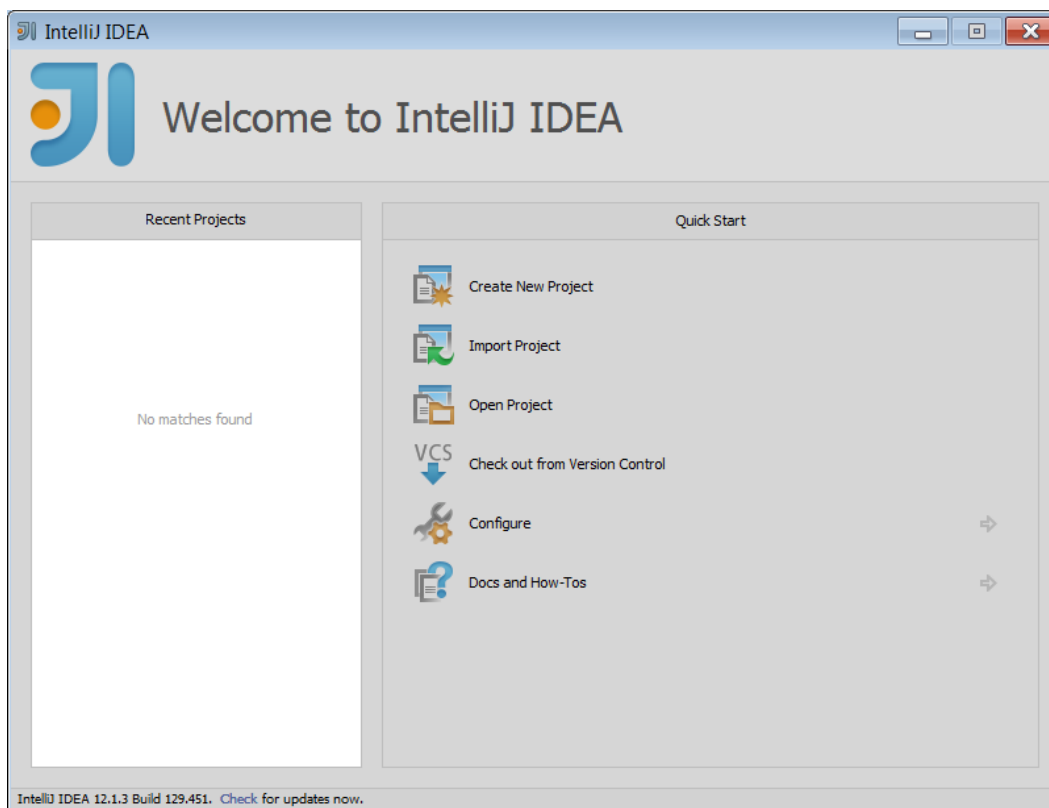 IntelliJ IDEA
Welcome to IntelliJ IDEA
Recent Projects
No matches found
Quick Start
Create New Project
Import Project
Open Project
VCS
Check out from Version Control
Configure
Docs and How-Tos
IntelliJ IDEA 12.1.3 Build 129.451. Check for updates now.